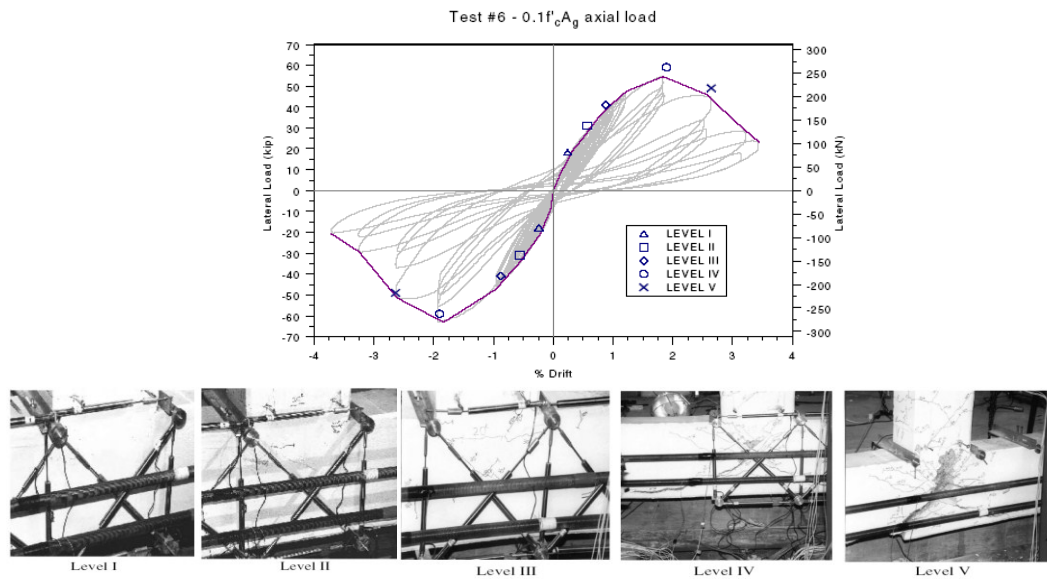 Test #6 - 0.1f'cAg axial load
70
60
50
40
30
20
10
0
-10
-20
-30
-40
-50
-60
-70
Lateral Load (kip)
300
250
200
150
100
50
0
-50
-100
-150
-200
-250
-300
Lateral Load (kN)
LEVEL I
LEVEL II
LEVEL III
LEVEL IV
LEVEL V
-4 -3 -2 -1 0 1 2 3 4
% Drift
Level I Level II Level III Level IV Level V